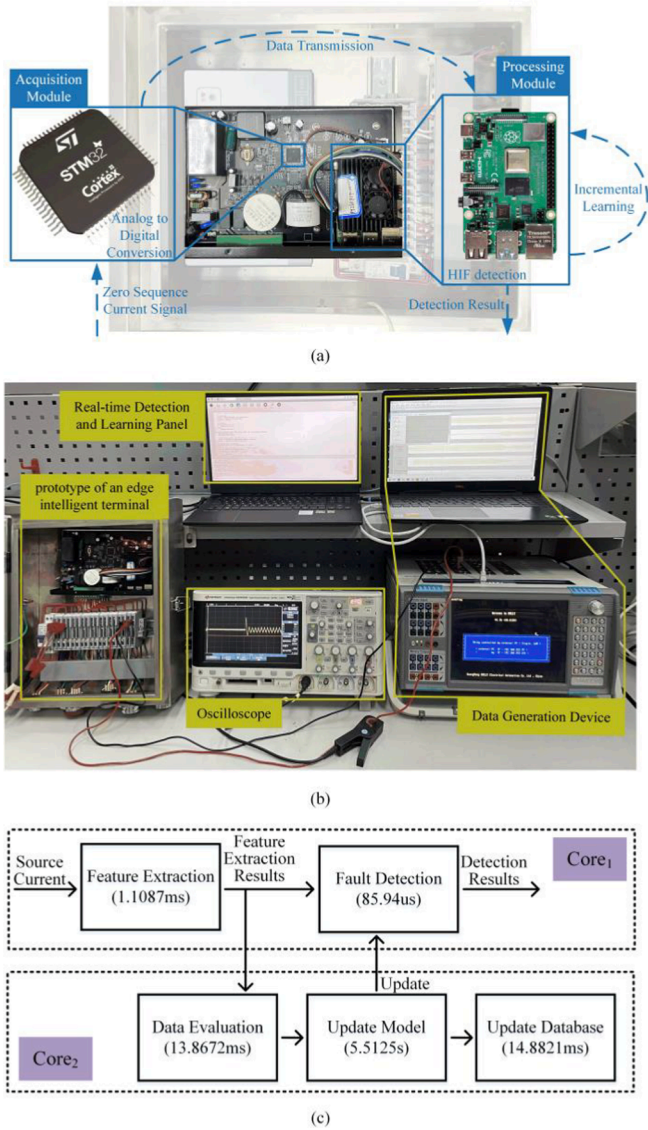 Data Transmission
Acquisition
Module
Processing
Module
STM32
Cortex
Analog to
Digital
Conversion
Incremental
Learning
HIF detection
Zero Sequence
Current Signal
Detection Result
(a)
Real-time Detection
and Learning Panel
prototype of an edge
intelligent terminal
Oscilloscope
Data Generation Device
(b)
Source
Current
Feature Extraction
(1.1087ms)
Feature
Extraction
Results
Fault Detection
(85.94us)
Detection
Results
Core₁
Update
Core₂
Data Evaluation
(13.8672ms)
Update Model
(5.5125s)
Update Database
(14.8821ms)
(c)